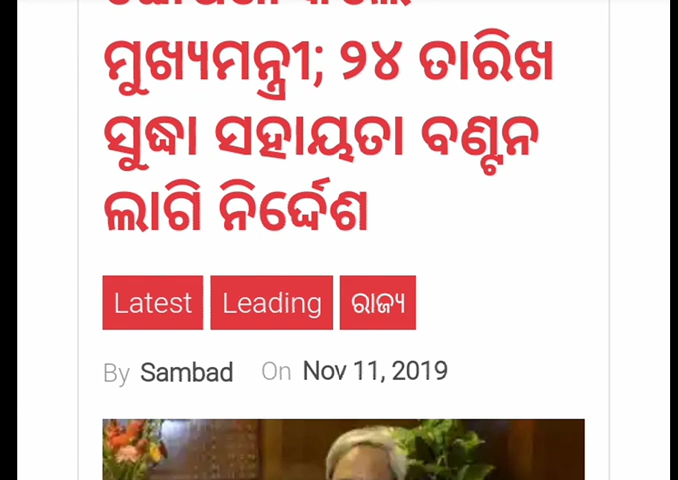 ମୁଖ୍ୟମନ୍ତ୍ରୀ; ୨୪ ତାରିଖ
ସୁଦ୍ଧା ସହାୟତା ବଣ୍ଟନ
ଲାଗି ନିର୍ଦ୍ଦେଶ
Latest Leading ରାଜ୍ୟ
By Sambad On Nov 11, 2019